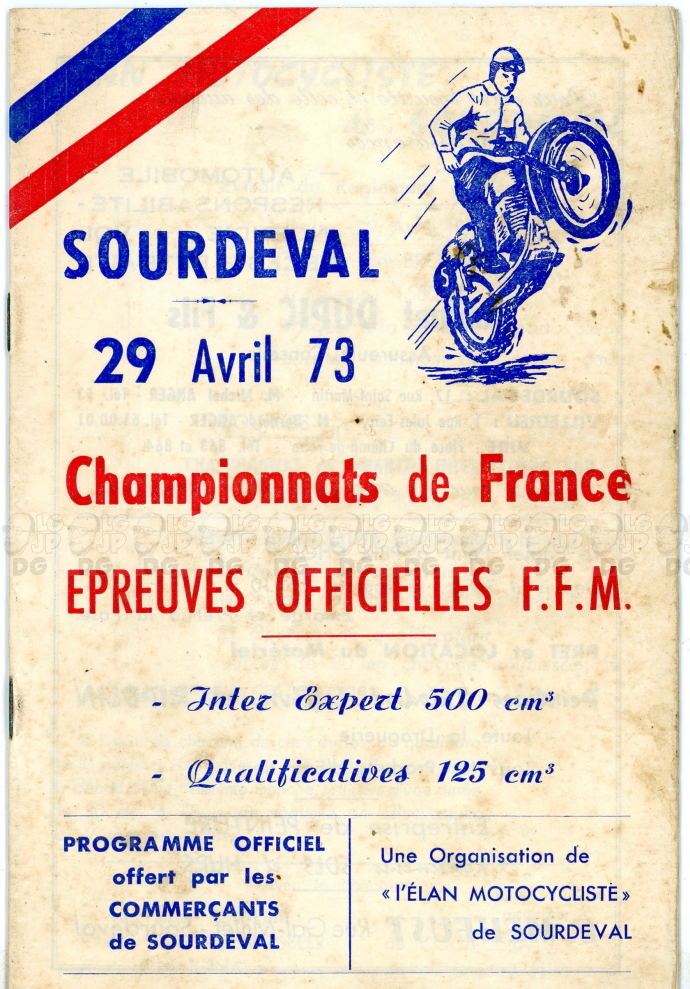 SOURDEVAL
29 Avril 73
Championnats de France
EPREUVES OFFICIELLES F.F.M.
- Inter Expert 500 cm³
- Qualificatives 125 cm³
PROGRAMME OFFICIEL
offert par les
COMMERÇANTS
de SOURDEVAL
Une Organisation de
« l'ÉLAN MOTOCYCLISTE »
de SOURDEVAL